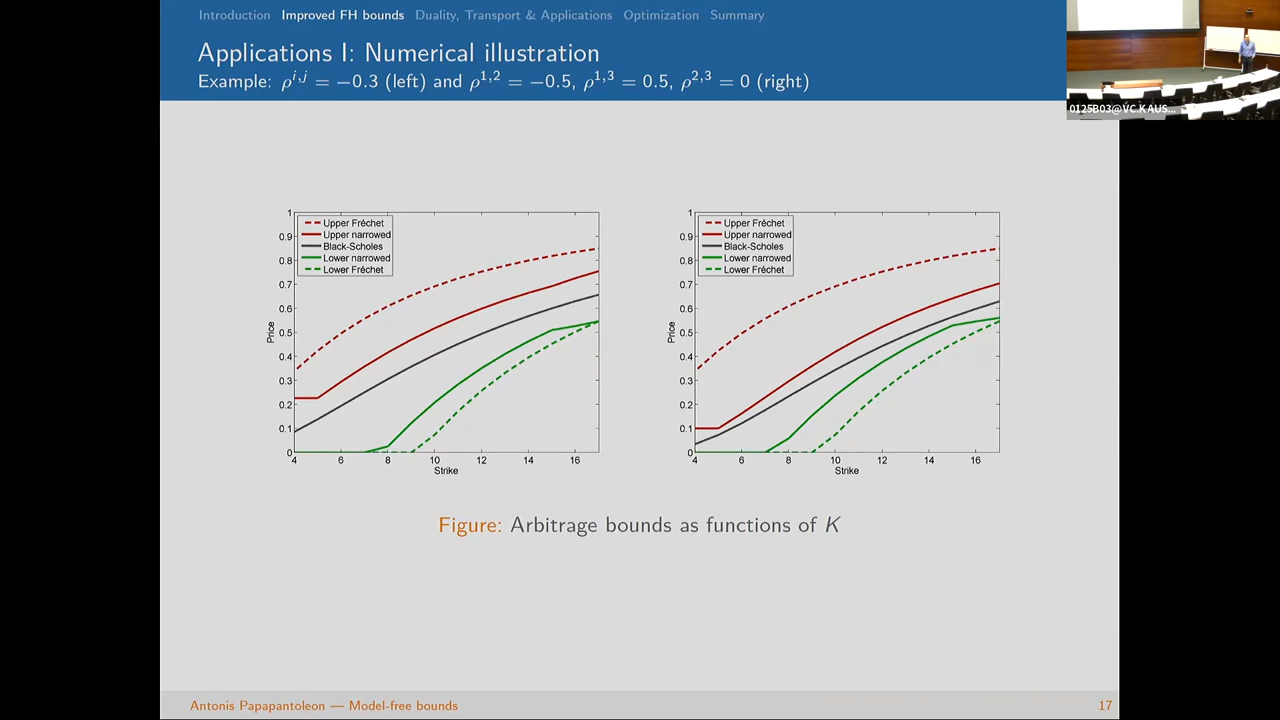 Introduction Improved FH bounds Duality, Transport & Applications Optimization Summary
Applications I: Numerical illustration
Example: ρ^{i,j} = −0.3 (left) and ρ^{1,2} = −0.5, ρ^{1,3} = 0.5, ρ^{2,3} = 0 (right)
0125B03@VC.KAUS...
1
0.9
0.8
0.7
0.6
0.5
0.4
0.3
0.2
0.1
0
Price
Upper Fréchet
Upper narrowed
Black-Scholes
Lower narrowed
Lower Fréchet
4 6 8 10 12 14 16
Strike
1
0.9
0.8
0.7
0.6
0.5
0.4
0.3
0.2
0.1
0
Price
Upper Fréchet
Upper narrowed
Black-Scholes
Lower narrowed
Lower Fréchet
4 6 8 10 12 14 16
Strike
Figure: Arbitrage bounds as functions of K
Antonis Papapantoleon — Model-free bounds 17